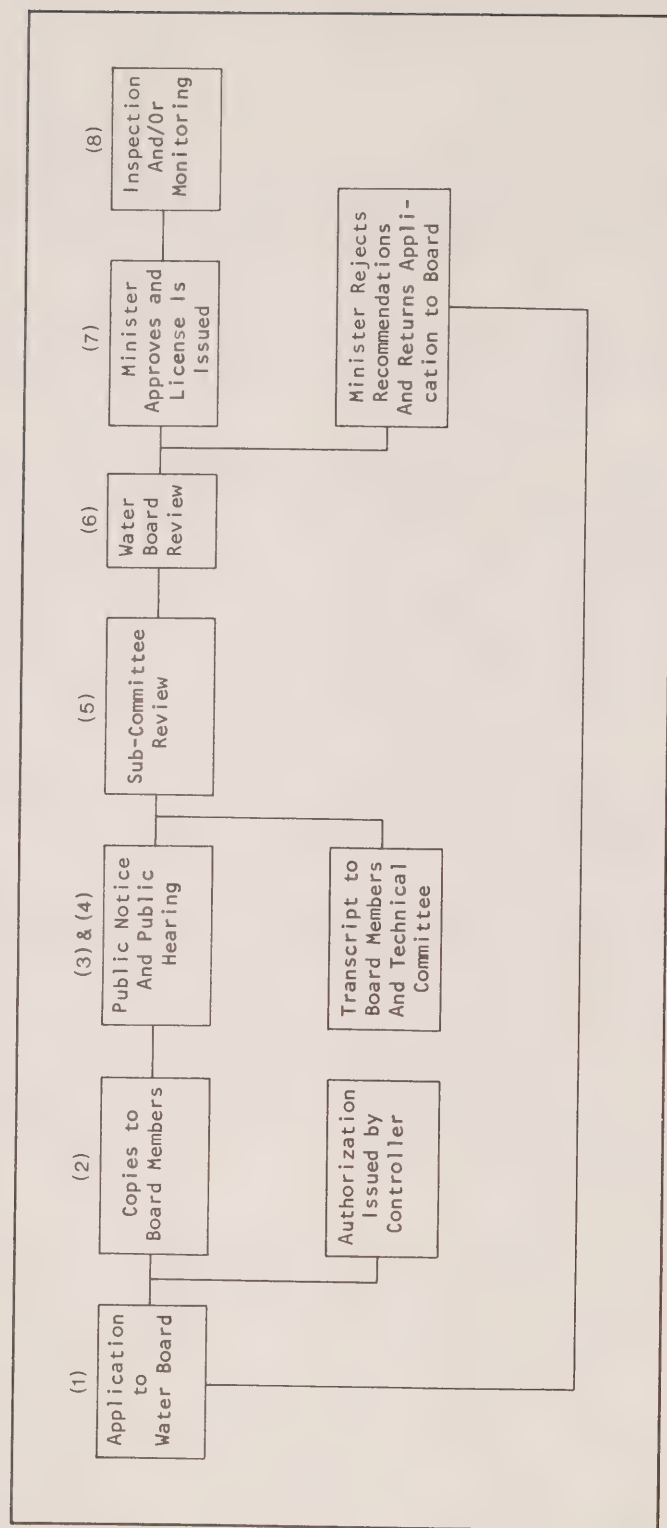 (1)
Application
to
Water Board
(2)
Copies to
Board Members
Authorization
Issued by
Controller
(3) & (4)
Public Notice
And Public
Hearing
Transcript to
Board Members
And Technical
Committee
(5)
Sub-Committee
Review
(6)
Water
Board
Review
(7)
Minister
Approves and
License Is
Issued
Minister Rejects
Recommendations
And Returns Appli-
cation to Board
(8)
Inspection
And/Or
Monitoring